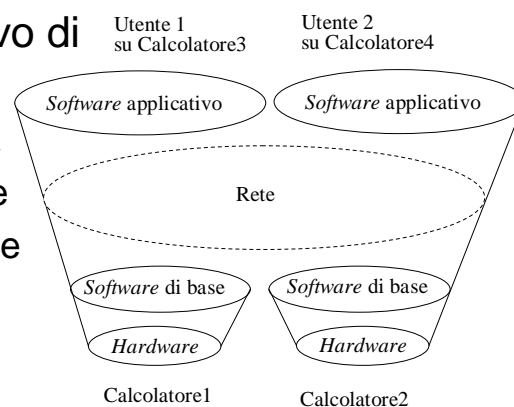 vo di
Utente 1
su Calcolatore3
Utente 2
su Calcolatore4
Software applicativo
Software applicativo
e
Rete
e
Software di base
Software di base
Hardware
Hardware
Calcolatore1
Calcolatore2